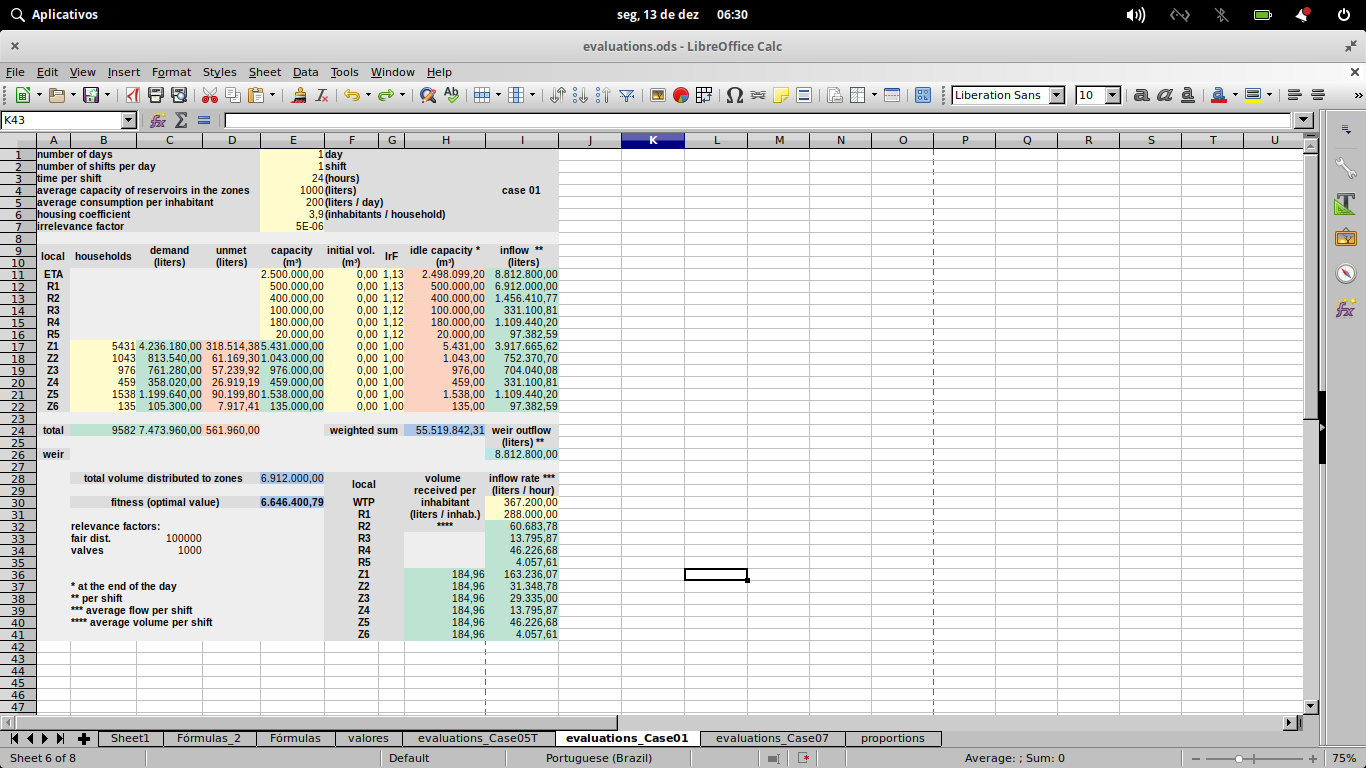 Aplicativos seg, 13 de dez 06:30
evaluations.ods - LibreOffice Calc
File Edit View Insert Format Styles Sheet Data Tools Window Help
Liberation Sans 10
K43
A B C D E F G H I J K L M N O P Q R S T U
1 number of days 1 day
2 number of shifts per day 1 shift
3 time per shift 24 (hours)
4 average capacity of reservoirs in the zones 1000 (liters) case 01
5 average consumption per inhabitant 200 (liters / day)
6 housing coefficient 3,9 (inhabitants / household)
7 irrelevance factor 5E-06
8
9 local households demand unmet capacity initial vol. IrF idle capacity * inflow **
10 (liters) (liters) (m³) (m³) (m³) (liters)
11 ETA 2.500.000,00 0,00 1,13 2.498.099,20 8.812.800,00
12 R1 500.000,00 0,00 1,13 500.000,00 6.912.000,00
13 R2 400.000,00 0,00 1,12 400.000,00 1.456.410,77
14 R3 100.000,00 0,00 1,12 100.000,00 331.100,81
15 R4 180.000,00 0,00 1,12 180.000,00 1.109.440,20
16 R5 20.000,00 0,00 1,12 20.000,00 97.382,59
17 Z1 5431 4.236.180,00 318.514,38 5.431.000,00 0,00 1,00 5.431,00 3.917.665,62
18 Z2 1043 813.540,00 61.169,30 1.043.000,00 0,00 1,00 1.043,00 752.370,70
19 Z3 976 761.280,00 57.239,92 976.000,00 0,00 1,00 976,00 704.040,08
20 Z4 459 358.020,00 26.919,19 459.000,00 0,00 1,00 459,00 331.100,81
21 Z5 1538 1.199.640,00 90.199,80 1.538.000,00 0,00 1,00 1.538,00 1.109.440,20
22 Z6 135 105.300,00 7.917,41 135.000,00 0,00 1,00 135,00 97.382,59
23
24 total 9582 7.473.960,00 561.960,00 weighted sum 55.519.842,31 weir outflow
25 (liters) **
26 weir 8.812.800,00
27
28 total volume distributed to zones 6.912.000,00 local volume inflow rate ***
29 received per (liters / hour)
30 fitness (optimal value) 6.646.400,79 WTP inhabitant 367.200,00
31 R1 (liters / inhab.) 288.000,00
32 relevance factors: R2 **** 60.683,78
33 fair dist. 100000 R3 13.795,87
34 valves 1000 R4 46.226,68
35 R5 4.057,61
36 Z1 184,96 163.236,07
37 * at the end of the day Z2 184,96 31.348,78
38 ** per shift Z3 184,96 29.335,00
39 *** average flow per shift Z4 184,96 13.795,87
40 **** average volume per shift Z5 184,96 46.226,68
41 Z6 184,96 4.057,61
42
43
44
45
46
47
Sheet1 Fórmulas_2 Fórmulas valores evaluations_Case05T evaluations_Case01 evaluations_Case07 proportions
Sheet 6 of 8 Default Portuguese (Brazil) Average: ; Sum: 0 75%